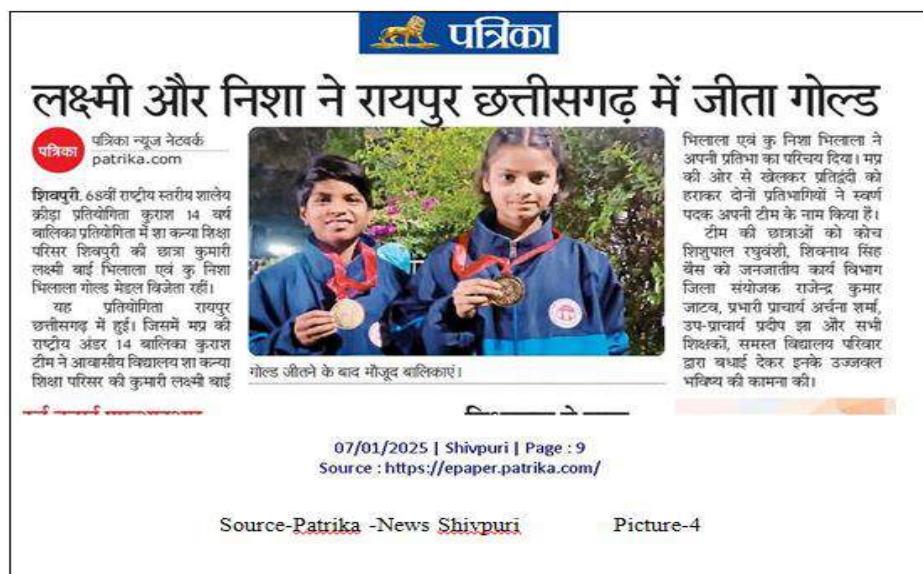 पत्रिका
लक्ष्मी और निशा ने रायपुर छत्तीसगढ़ में जीता गोल्ड
पत्रिका
पत्रिका न्यूज नेटवर्क
patrika.com
शिवपुरी. 68वीं राष्ट्रीय स्तरीय शालेय
क्रीड़ा प्रतियोगिता कुराश 14 वर्ष
बालिका प्रतियोगिता में शा कन्या शिक्षा
परिसर शिवपुरी की छात्रा कुमारी
लक्ष्मी बाई भिलाला एवं कु निशा
भिलाला गोल्ड मेडल विजेता रहीं।
यह प्रतियोगिता रायपुर
छत्तीसगढ़ में हुई। जिसमें मप्र की
राष्ट्रीय अंडर 14 बालिका कुराश
टीम ने आवासीय विद्यालय शा कन्या
शिक्षा परिसर की कुमारी लक्ष्मी बाई
गोल्ड जीतने के बाद मौजूद बालिकाएं।
भिलाला एवं कु निशा भिलाला ने
अपनी प्रतिभा का परिचय दिया। मप्र
की ओर से खेलकर प्रतिद्वंदी को
हराकर दोनों प्रतिभागियों ने स्वर्ण
पदक अपनी टीम के नाम किया है।
टीम की छात्राओं को कोच
शिशुपाल रघुवंशी, शिवनाथ सिंह
बैस को जनजातीय कार्य विभाग
जिला संयोजक राजेन्द्र कुमार
जाटव, प्रभारी प्राचार्य अर्चना शर्मा,
उप-प्राचार्य प्रदीप झा और सभी
शिक्षकों, समस्त विद्यालय परिवार
द्वारा बधाई देकर इनके उज्जवल
भविष्य की कामना की।
07/01/2025 | Shivpuri | Page : 9
Source : https://epaper.patrika.com/
Source-Patrika -News Shivpuri Picture-4